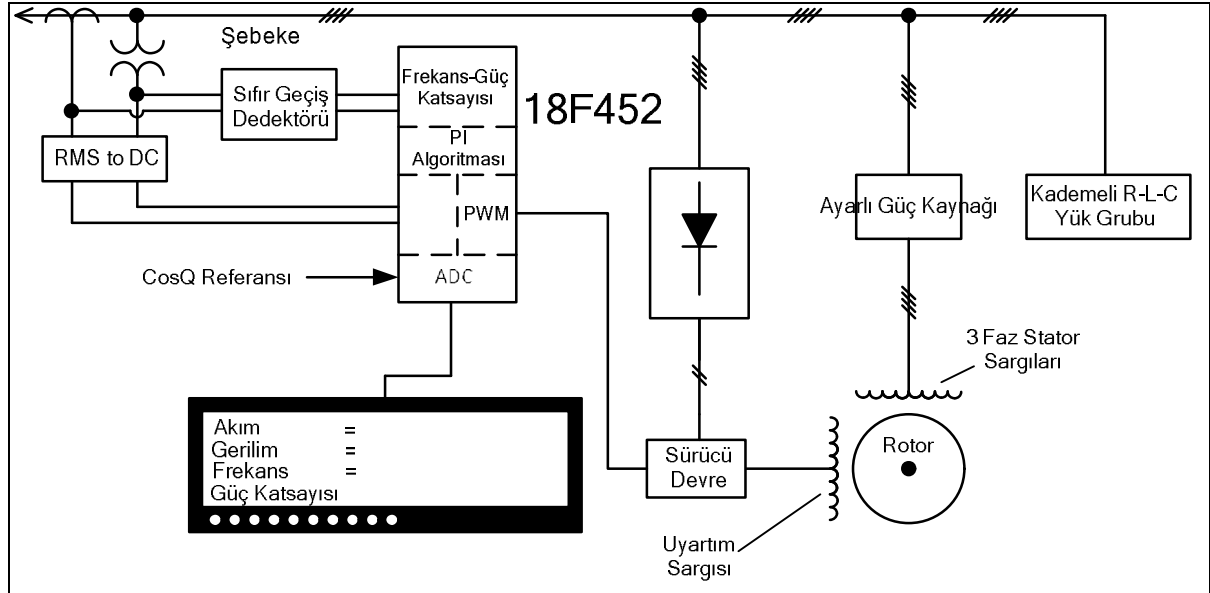 Şebeke
Frekans-Güç
Katsayısı
18F452
Sıfır Geçiş
Dedektörü
PI
Algoritması
RMS to DC
PWM
Ayarlı Güç Kaynağı
Kademeli R-L-C
Yük Grubu
CosQ Referansı
ADC
3 Faz Stator
Sargıları
Akım =
Gerilim =
Frekans =
Güç Katsayısı
Sürücü
Devre
Rotor
Uyartım
Sargısı